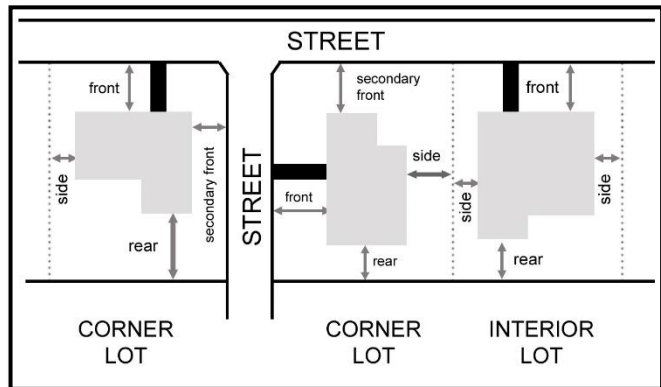 STREET
front
secondary front
side
rear
STREET
secondary
front
side
front
rear
front
side
side
rear
CORNER
LOT
CORNER
LOT
INTERIOR
LOT